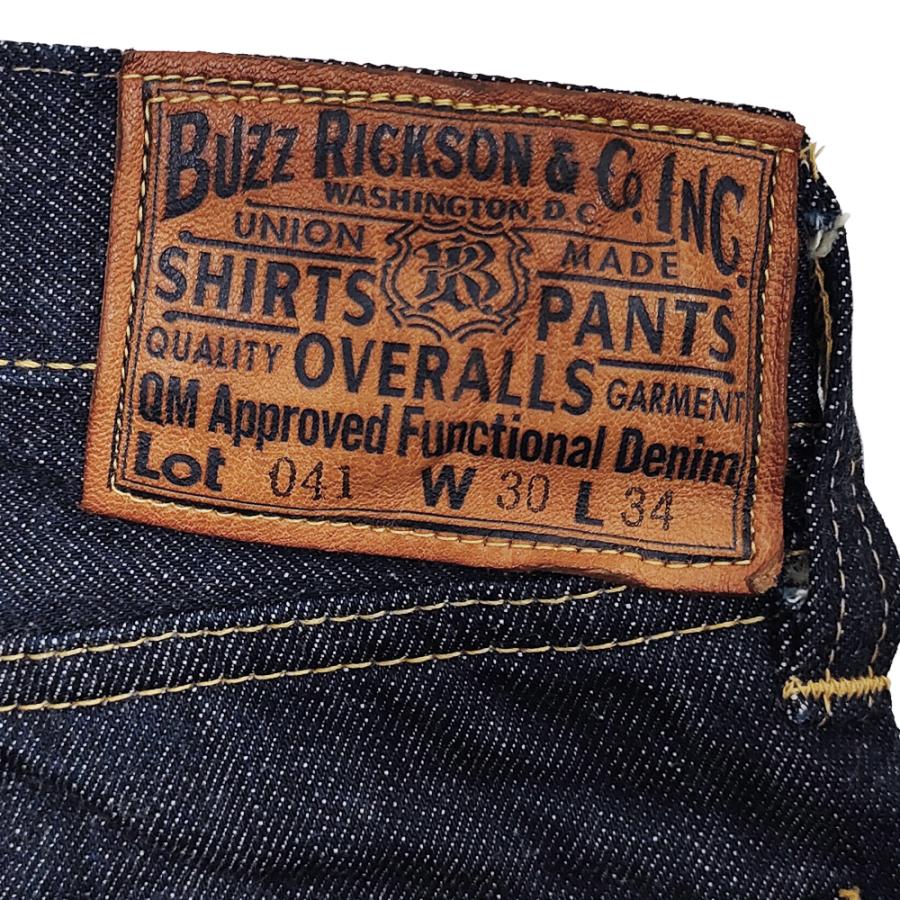 BUZZ RICKSON & CO. INC.
WASHINGTON, D.C.
UNION MADE
BR
SHIRTS PANTS
QUALITY OVERALLS GARMENT
QM Approved Functional Denim
Lot 041 W 30 L 34